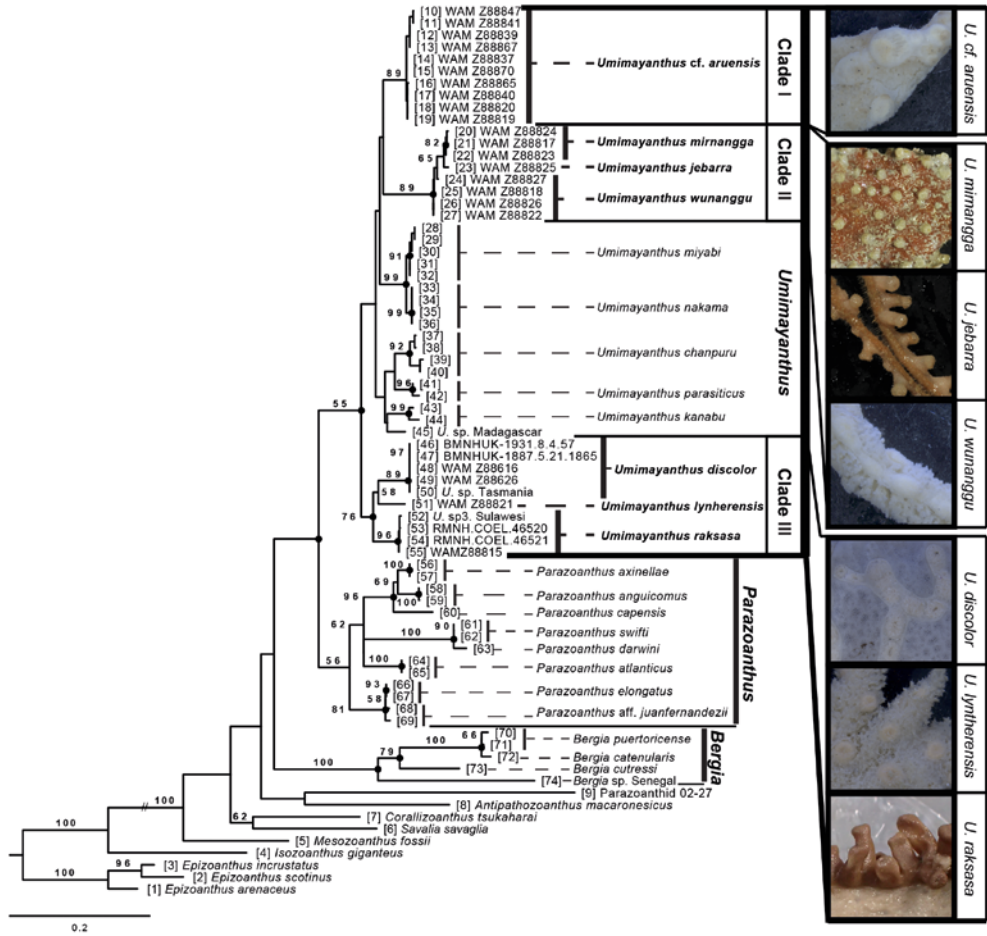 [10] WAM Z88847
[11] WAM Z88841
[12] WAM Z88839
[13] WAM Z88867
[14] WAM Z88837
[15] WAM Z88870
[16] WAM Z88865
[17] WAM Z88840
[18] WAM Z88820
[19] WAM Z88819
89
Umimayanthus cf. aruensis
Clade I
[20] WAM Z88824
[21] WAM Z88817
[22] WAM Z88823
[23] WAM Z88825
[24] WAM Z88827
[25] WAM Z88818
[26] WAM Z88826
[27] WAM Z88822
82
65
89
Umimayanthus mirnangga
Umimayanthus jebarra
Umimayanthus wunanggu
Clade II
[28]
[29]
[30]
[31]
[32]
[33]
[34]
[35]
[36]
[37]
[38]
[39]
[40]
[41]
[42]
[43]
[44]
[45] U. sp. Madagascar
91
99
99
92
96
99
55
Umimayanthus miyabi
Umimayanthus nakama
Umimayanthus chanpuru
Umimayanthus parasiticus
Umimayanthus kanabu
Umimayanthus
[46] BMNHUK-1931.8.4.57
[47] BMNHUK-1887.5.21.1865
[48] WAM Z88616
[49] WAM Z88626
[50] U. sp. Tasmania
[51] WAM Z88821
[52] U. sp3. Sulawesi
[53] RMNH.COEL.46520
[54] RMNH.COEL.46521
[55] WAMZ88815
97
89
58
76
96
Umimayanthus discolor
Umimayanthus lynherensis
Umimayanthus raksasa
Clade III
[56]
[57]
[58]
[59]
[60]
[61]
[62]
[63]
[64]
[65]
[66]
[67]
[68]
[69]
100
69
100
96
62
90
100
100
56
93
58
81
Parazoanthus axinellae
Parazoanthus anguicomus
Parazoanthus capensis
Parazoanthus swifti
Parazoanthus darwini
Parazoanthus atlanticus
Parazoanthus elongatus
Parazoanthus aff. juanfernandezii
Parazoanthus
[70]
[71]
[72]
[73]
[74] Bergia sp. Senegal
66
100
79
100
Bergia puertoricense
Bergia catenularis
Bergia cutressi
Bergia
[9] Parazoanthid 02-27
[8] Antipathozoanthus macaronesicus
[7] Corallizoanthus tsukaharai
[6] Savalia savaglia
[5] Mesozoanthus fossii
[4] Isozoanthus giganteus
[3] Epizoanthus incrustatus
[2] Epizoanthus scotinus
[1] Epizoanthus arenaceus
62
//
100
100
96
100
0.2
U. cf. aruensis
U. mirnangga
U. jebarra
U. wunanggu
U. discolor
U. lyntherensis
U. raksasa